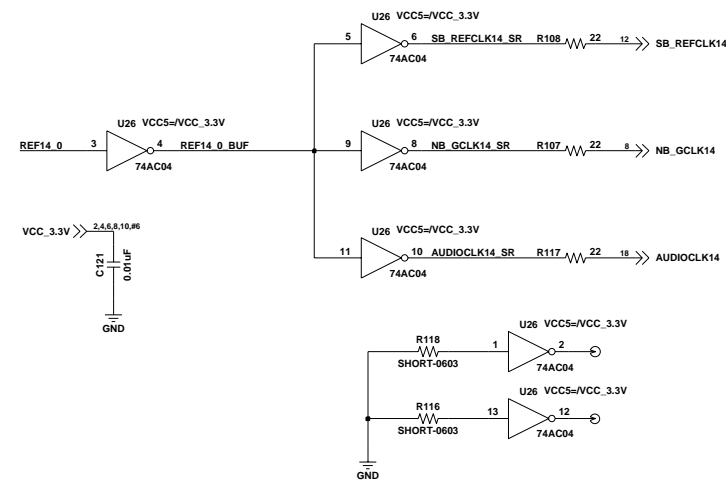 U26 VCC5=/VCC_3.3V
5 6 SB_REFCLK14_SR R108 22 12 SB_REFCLK14
74AC04
U26 VCC5=/VCC_3.3V
REF14_0 3 4 REF14_0_BUF
74AC04
U26 VCC5=/VCC_3.3V
9 8 NB_GCLK14_SR R107 22 8 NB_GCLK14
74AC04
VCC_3.3V 2,4,6,8,10,#6
C121
0.01uF
GND
U26 VCC5=/VCC_3.3V
11 10 AUDIOCLK14_SR R117 22 18 AUDIOCLK14
74AC04
U26 VCC5=/VCC_3.3V
R118 1 2
SHORT-0603
74AC04
U26 VCC5=/VCC_3.3V
R116 13 12
SHORT-0603
74AC04
GND